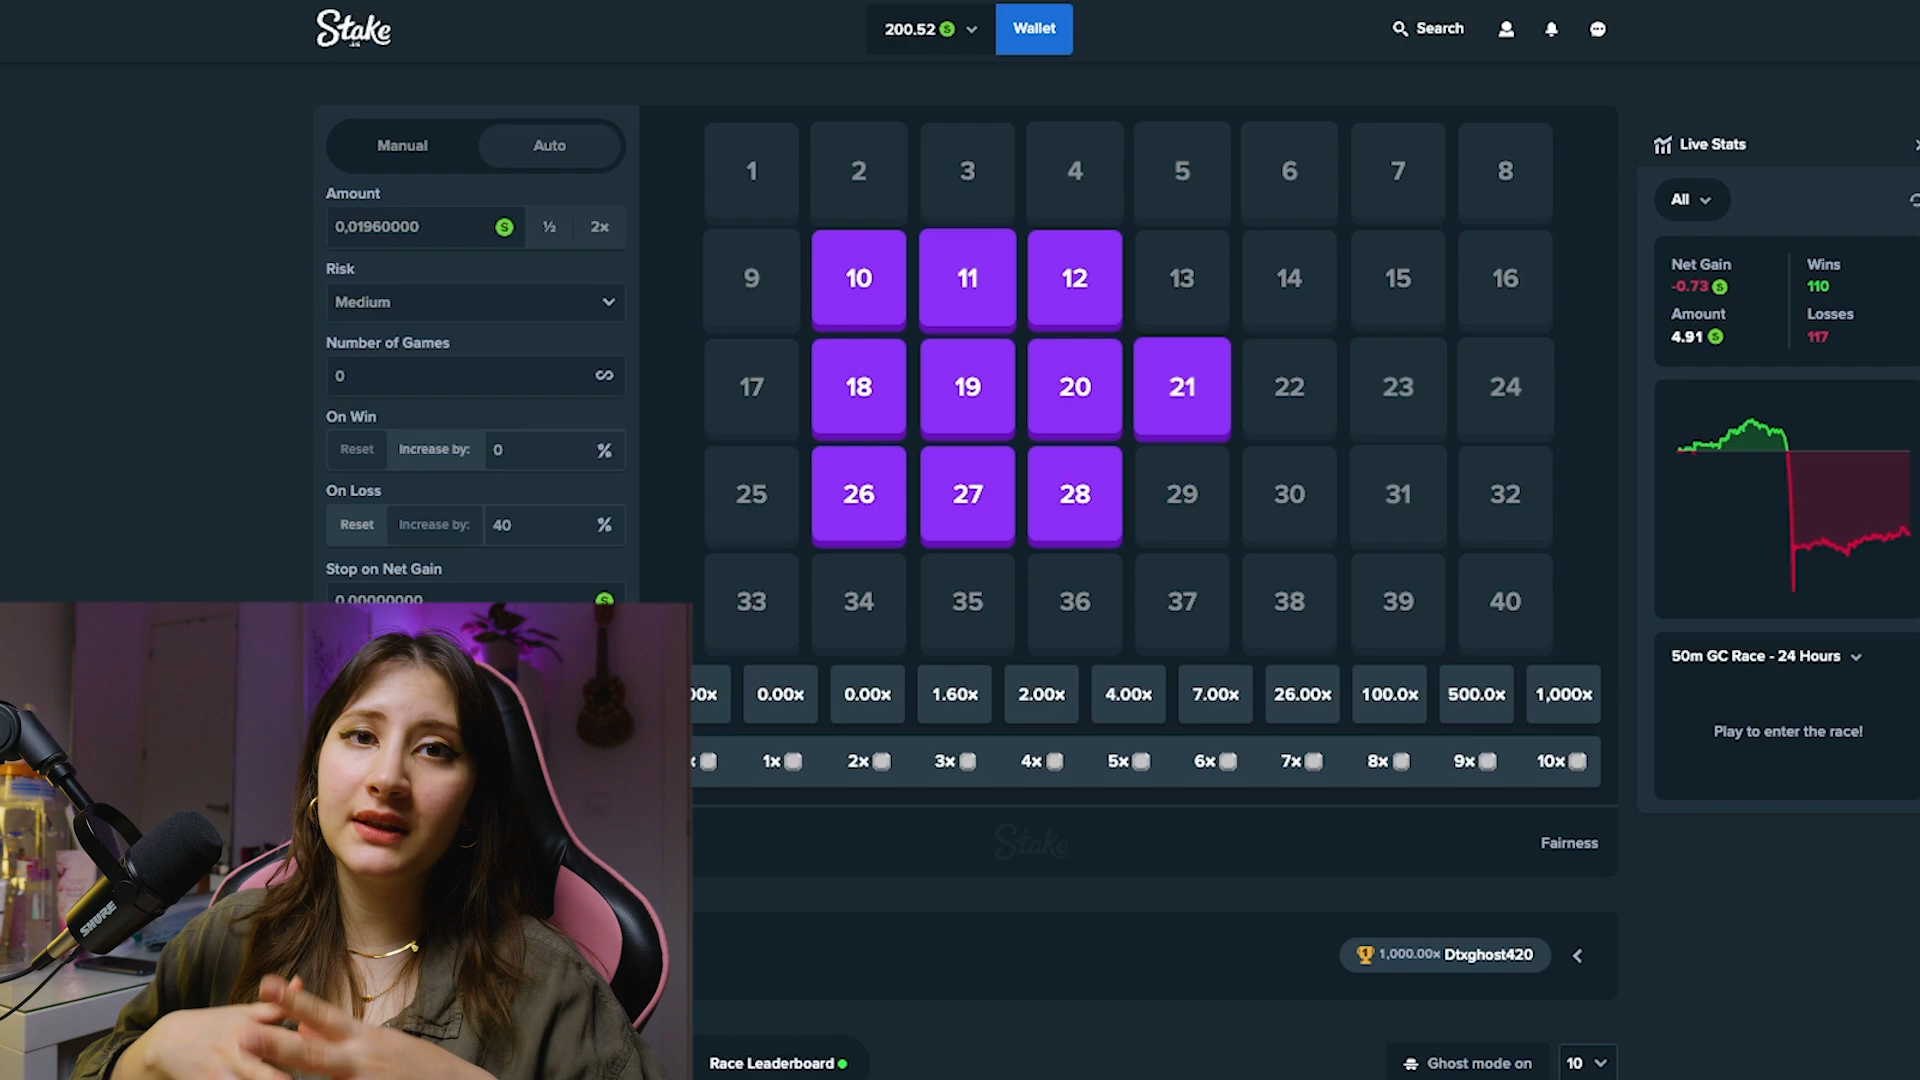 Stake
200.52
Wallet
Search
Manual
Auto
Amount
0,01960000
½
2x
Risk
Medium
Number of Games
0
On Win
Reset
Increase by:
0
%
On Loss
Reset
Increase by:
40
%
Stop on Net Gain
0.00000000
1
2
3
4
5
6
7
8
9
10
11
12
13
14
15
16
17
18
19
20
21
22
23
24
25
26
27
28
29
30
31
32
33
34
35
36
37
38
39
40
0.00x
0.00x
1.60x
2.00x
4.00x
7.00x
26.00x
100.0x
500.0x
1,000x
1x
2x
3x
4x
5x
6x
7x
8x
9x
10x
Stake
Fairness
1,000.00x Dtxghost420
Race Leaderboard
Ghost mode on
10
Live Stats
All
Net Gain
-0.73
Wins
110
Amount
4.91
Losses
117
50m GC Race - 24 Hours
Play to enter the race!
SHURE